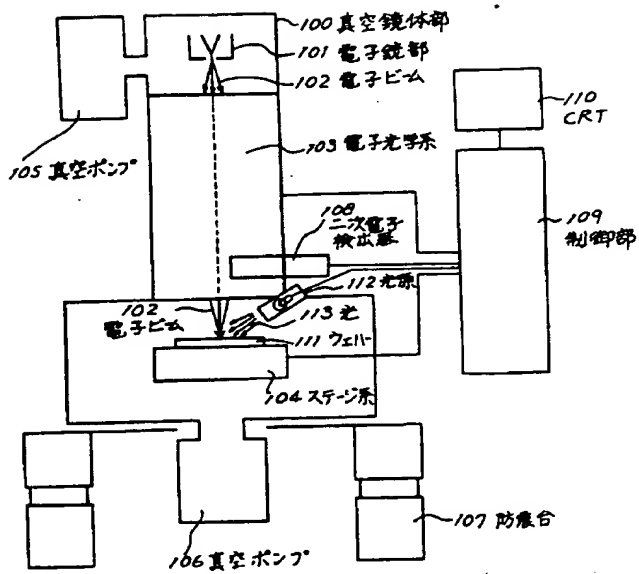 100 真空鏡体部
101 電子鏡部
102 電子ビーム
110
CRT
103 電子光学系
105 真空ポンプ
108
二次電子
検出器
109
制御部
112 光源
102
電子ビーム
113 光
111 ウェハー
104 ステージ系
107 防震台
106 真空ポンプ